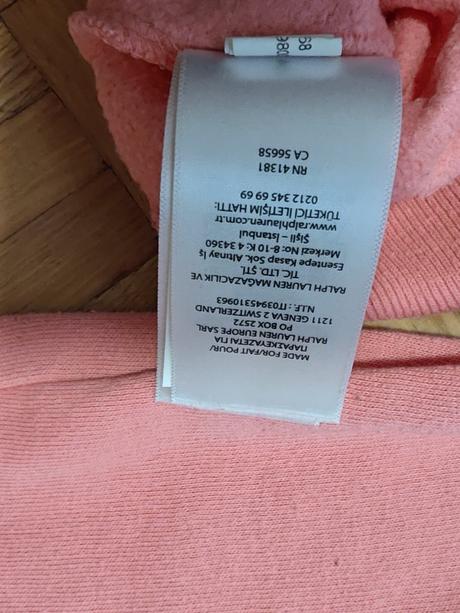 MADE FOR/FAIT POUR/
ΠΑΡΑΣΚΕΥΑΖΕΤΑΙ ΓΙΑ
RALPH LAUREN EUROPE SARL
PO BOX 2572
1211 GENEVA 2 SWITZERLAND
N.I.F. : IT03945310963
RALPH LAUREN MAĞAZACILIK VE
TIC. LTD. ŞTİ.
Esentepe Kasap Sok. Altınay İş
Merkezi No: 8-10 K: 4 34360
Şişli - İstanbul
www.ralphlauren.com.tr
TÜKETİCİ İLETİŞİM HATTI:
0212 345 69 69
RN 41381
CA 56658